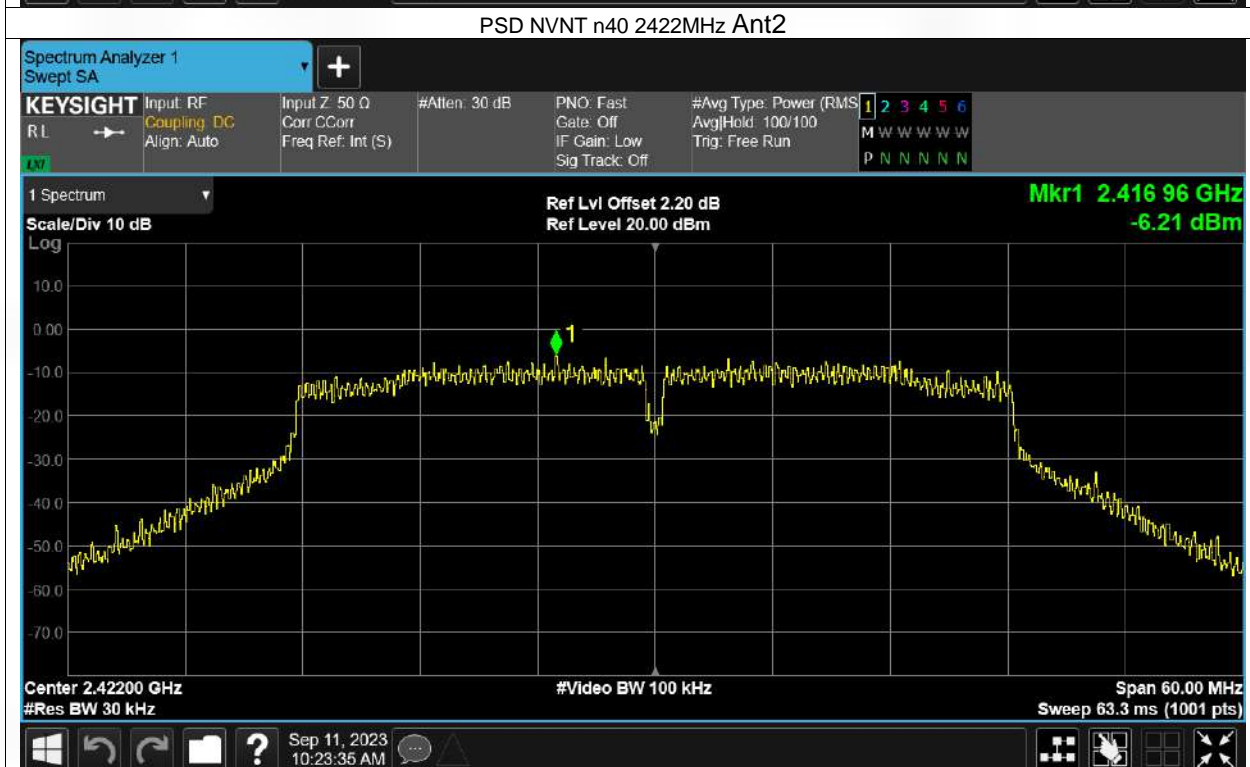 PSD NVNT n40 2422MHz Ant2
Spectrum Analyzer 1
Swept SA
+
KEYSIGHT
RL
LXI
Input: RF
Coupling: DC
Align: Auto
Input Z: 50 Ω
Corr CCorr
Freq Ref: Int (S)
#Atten: 30 dB
PNO: Fast
Gate: Off
IF Gain: Low
Sig Track: Off
#Avg Type: Power (RMS
Avg|Hold: 100/100
Trig: Free Run
1 2 3 4 5 6
M W W W W W W
P N N N N N N
1 Spectrum
Scale/Div 10 dB
Ref Lvl Offset 2.20 dB
Ref Level 20.00 dBm
Mkr1 2.416 96 GHz
-6.21 dBm
Log
10.0
0.00
-10.0
-20.0
-30.0
-40.0
-50.0
-60.0
-70.0
1
Center 2.42200 GHz
#Res BW 30 kHz
#Video BW 100 kHz
Span 60.00 MHz
Sweep 63.3 ms (1001 pts)
?
Sep 11, 2023
10:23:35 AM